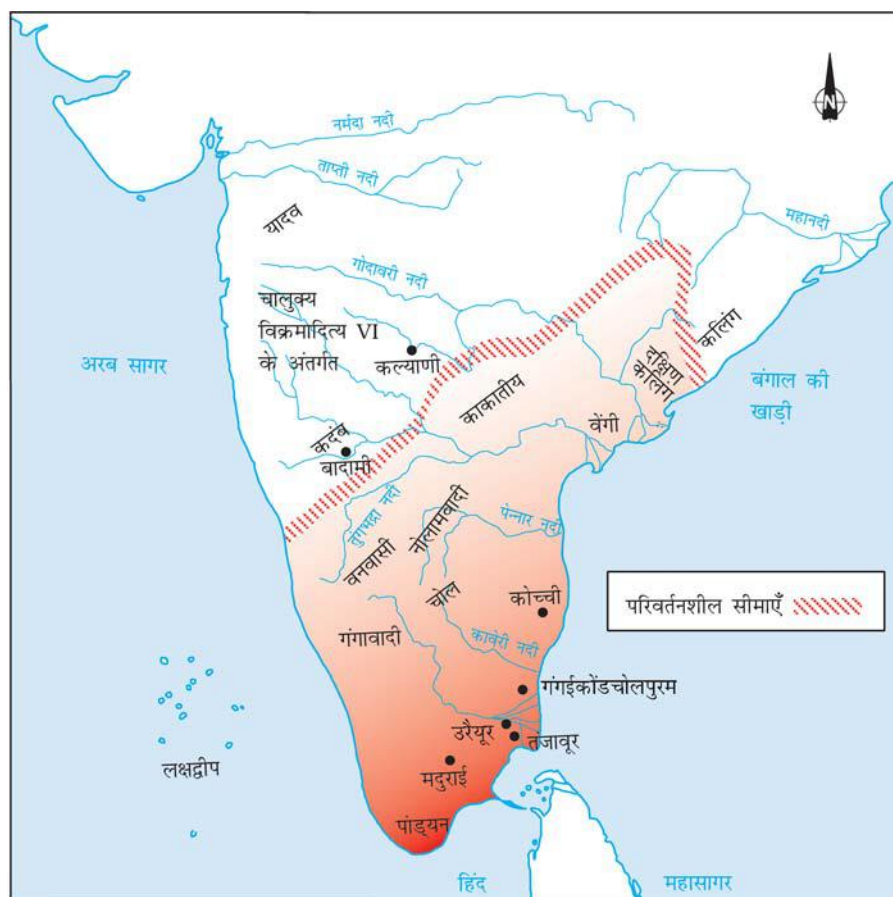 N
नर्मदा नदी
ताप्ती नदी
महानदी
यादव
गोदावरी नदी
चालुक्य
विक्रमादित्य VI
के अंतर्गत
कल्याणी
कलिंग
दक्षिण
कलिंग
अरब सागर
बंगाल की
खाड़ी
काकातीय
वेंगी
कदंब
बादामी
तुंगभद्रा नदी
नोलामवादी
पेन्नार नदी
वनवासी
चोल
कोच्ची
परिवर्तनशील सीमाएँ
गंगावादी
कावेरी नदी
गंगईकोंडचोलपुरम
उरैयूर
तंजावूर
लक्षद्वीप
मदुराई
पांड्यन
हिंद
महासागर